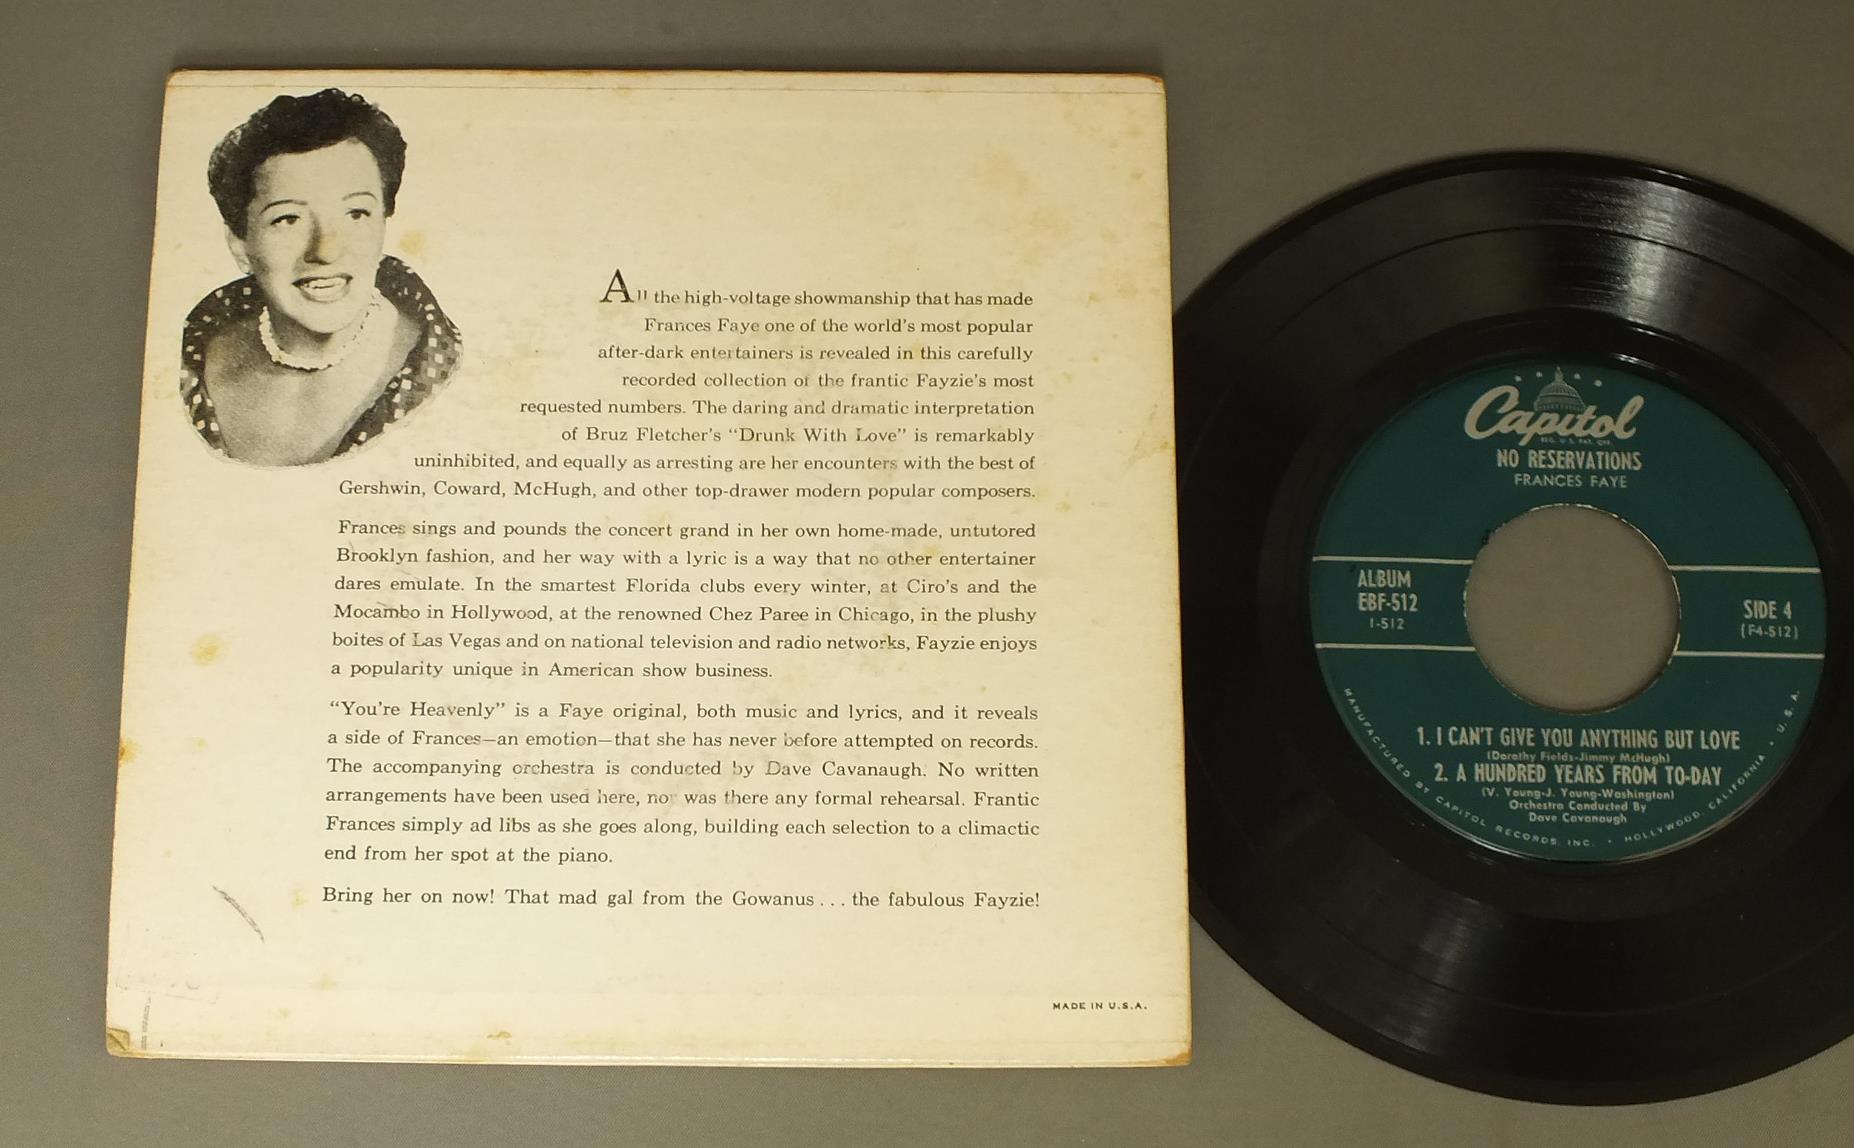 All the high-voltage showmanship that has made
Frances Faye one of the world's most popular
after-dark entertainers is revealed in this carefully
recorded collection of the frantic Fayzie's most
requested numbers. The daring and dramatic interpretation
of Bruz Fletcher's "Drunk With Love" is remarkably
uninhibited, and equally as arresting are her encounters with the best of
Gershwin, Coward, McHugh, and other top-drawer modern popular composers.
Frances sings and pounds the concert grand in her own home-made, untutored
Brooklyn fashion, and her way with a lyric is a way that no other entertainer
dares emulate. In the smartest Florida clubs every winter, at Ciro's and the
Mocambo in Hollywood, at the renowned Chez Paree in Chicago, in the plushy
boites of Las Vegas and on national television and radio networks, Fayzie enjoys
a popularity unique in American show business.
"You're Heavenly" is a Faye original, both music and lyrics, and it reveals
a side of Frances—an emotion—that she has never before attempted on records.
The accompanying orchestra is conducted by Dave Cavanaugh. No written
arrangements have been used here, nor was there any formal rehearsal. Frantic
Frances simply ad libs as she goes along, building each selection to a climactic
end from her spot at the piano.
Bring her on now! That mad gal from the Gowanus . . . the fabulous Fayzie!
MADE IN U.S.A.
Capitol
REG. U.S. PAT. OFF.
NO RESERVATIONS
FRANCES FAYE
ALBUM
EBF-512
1-512
SIDE 4
(F4-512)
1. I CAN'T GIVE YOU ANYTHING BUT LOVE
(Dorothy Fields-Jimmy McHugh)
2. A HUNDRED YEARS FROM TO-DAY
(V. Young-J. Young-Washington)
Orchestra Conducted By
Dave Cavanaugh
MANUFACTURED BY CAPITOL RECORDS, INC. • HOLLYWOOD, CALIFORNIA • U.S.A.